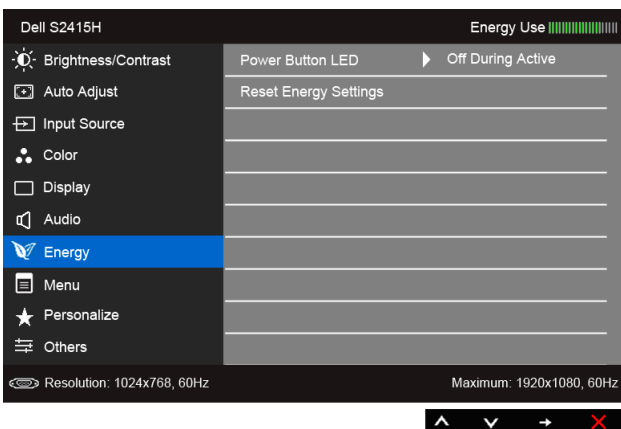 Dell S2415H Energy Use
Brightness/Contrast Power Button LED Off During Active
Auto Adjust Reset Energy Settings
Input Source
Color
Display
Audio
Energy
Menu
Personalize
Others
Resolution: 1024x768, 60Hz Maximum: 1920x1080, 60Hz